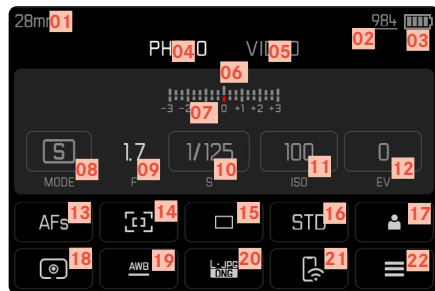 28mm 01 984
02 03
PHOTO 04 VIDEO 05
06
07
-3 -2 0 +1 +2 +3
S 1.7 1/125 100 0
08 09 10 11 12
MODE F S ISO EV
AFs 13 14 15 STD 16 17
18 AWB 19 L-JPG DNG 20 21 22